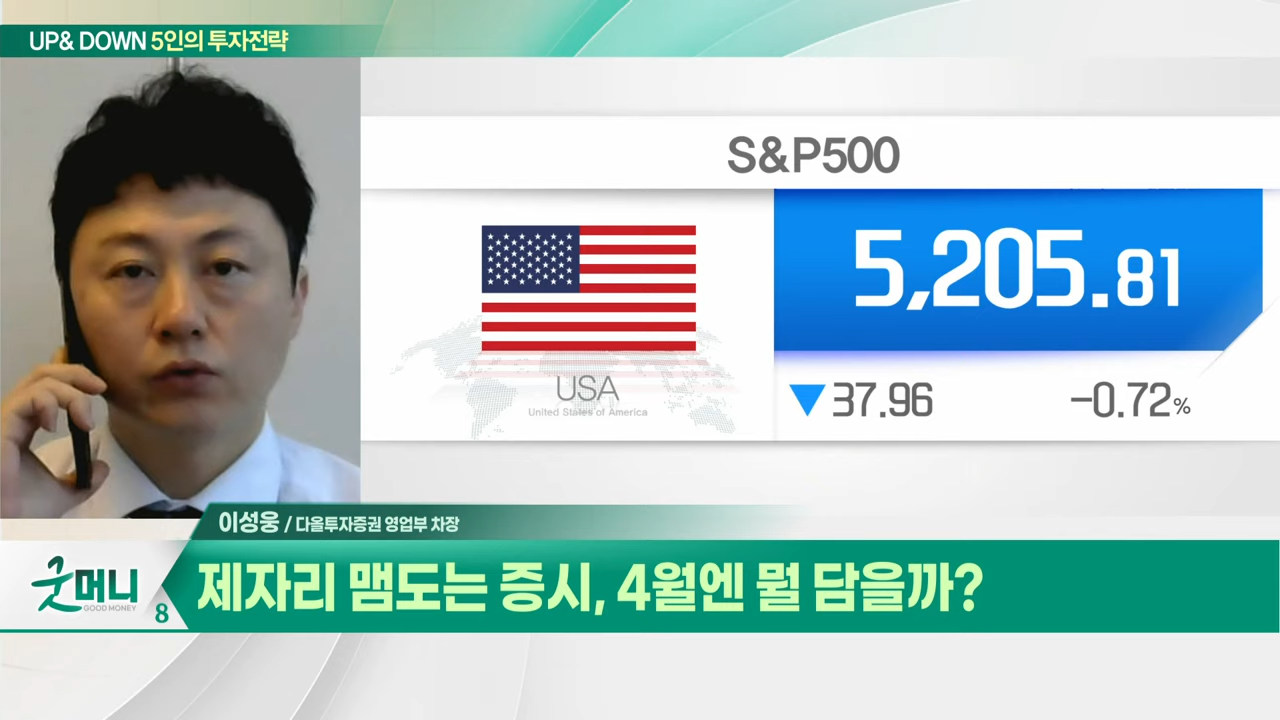 UP& DOWN 5인의 투자전략
S&P500
5,205.81
USA
United States of America
▼37.96 -0.72%
이성웅 / 다올투자증권 영업부 차장
굿머니
GOOD MONEY
8
제자리 맴도는 증시, 4월엔 뭘 담을까?